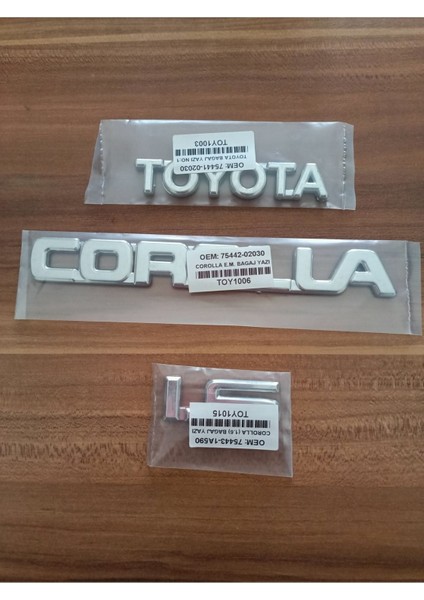 TOYOTA
OEM: 75441-02030
TOYOTA BAGAJ YAZI NO.1
TOY1003
COROLLA
OEM: 75442-02030
COROLLA E.M. BAGAJ YAZI
TOY1006
1.6
OEM: 75443-1A590
COROLLA (1.6) BAGAJ YAZI
TOY1015